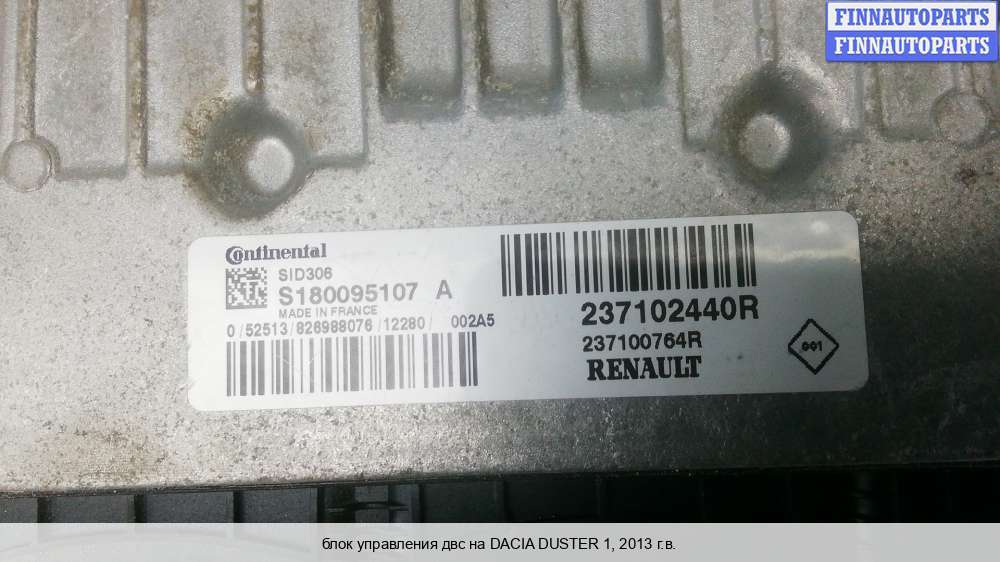 FINNAUTOPARTS
FINNAUTOPARTS
Continental
SID306
S180095107 A
MADE IN FRANCE
0/52513/826988076/12280/ 002A5
237102440R
237100764R
RENAULT
001
блок управления двс на DACIA DUSTER 1, 2013 г.в.